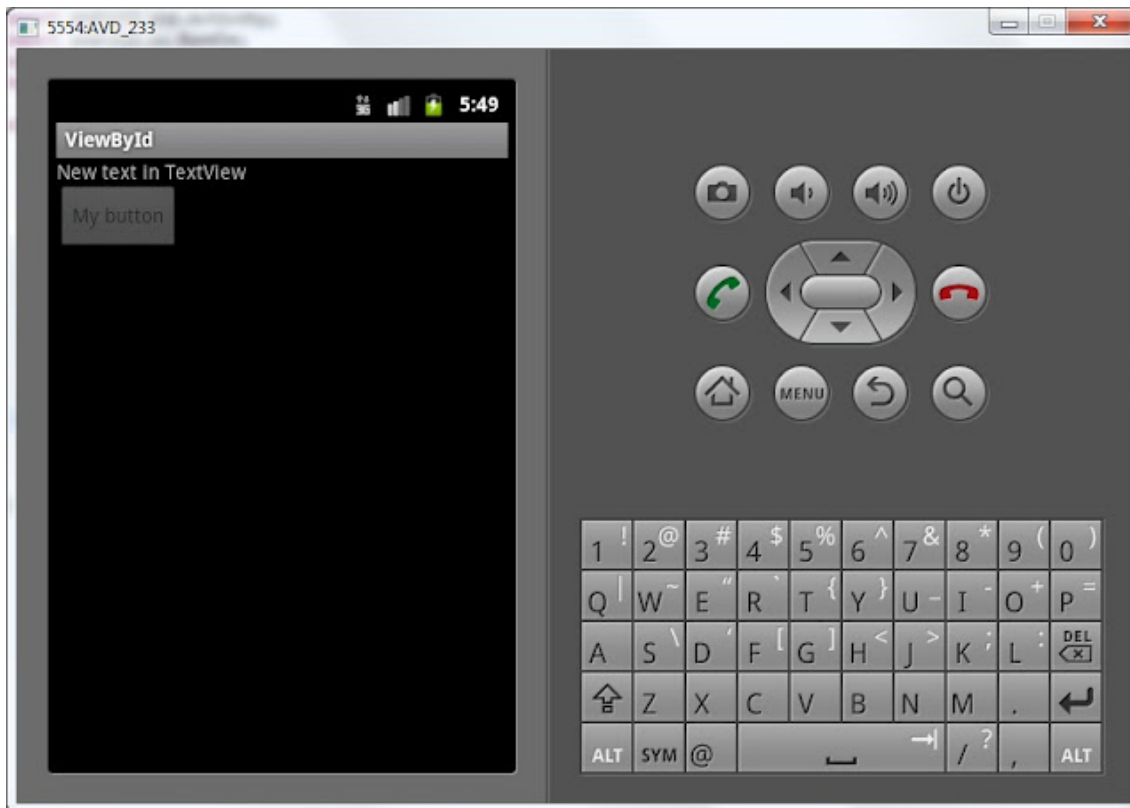 5554:AVD_233
5:49
ViewById
New text in TextView
My button
MENU
1 ! 2 @ 3 # 4 $ 5 % 6 ^ 7 & 8 * 9 ( 0 )
Q | W ~ E " R ` T { Y } U _ I - O + P =
A S \ D ' F [ G ] H < J > K ; L : DEL
Z X C V B N M .
ALT SYM @ / ? , ALT